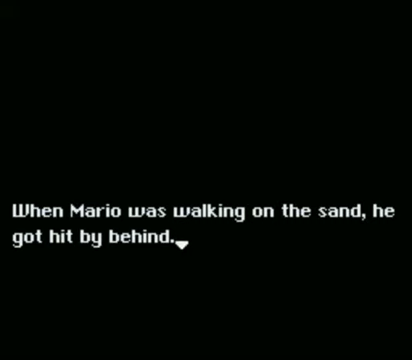 When Mario was walking on the sand, he
got hit by behind.